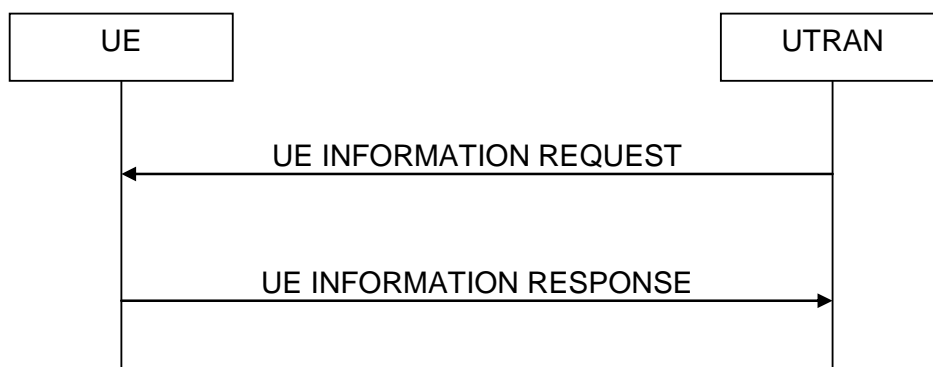 UE
UTRAN
UE INFORMATION REQUEST
UE INFORMATION RESPONSE